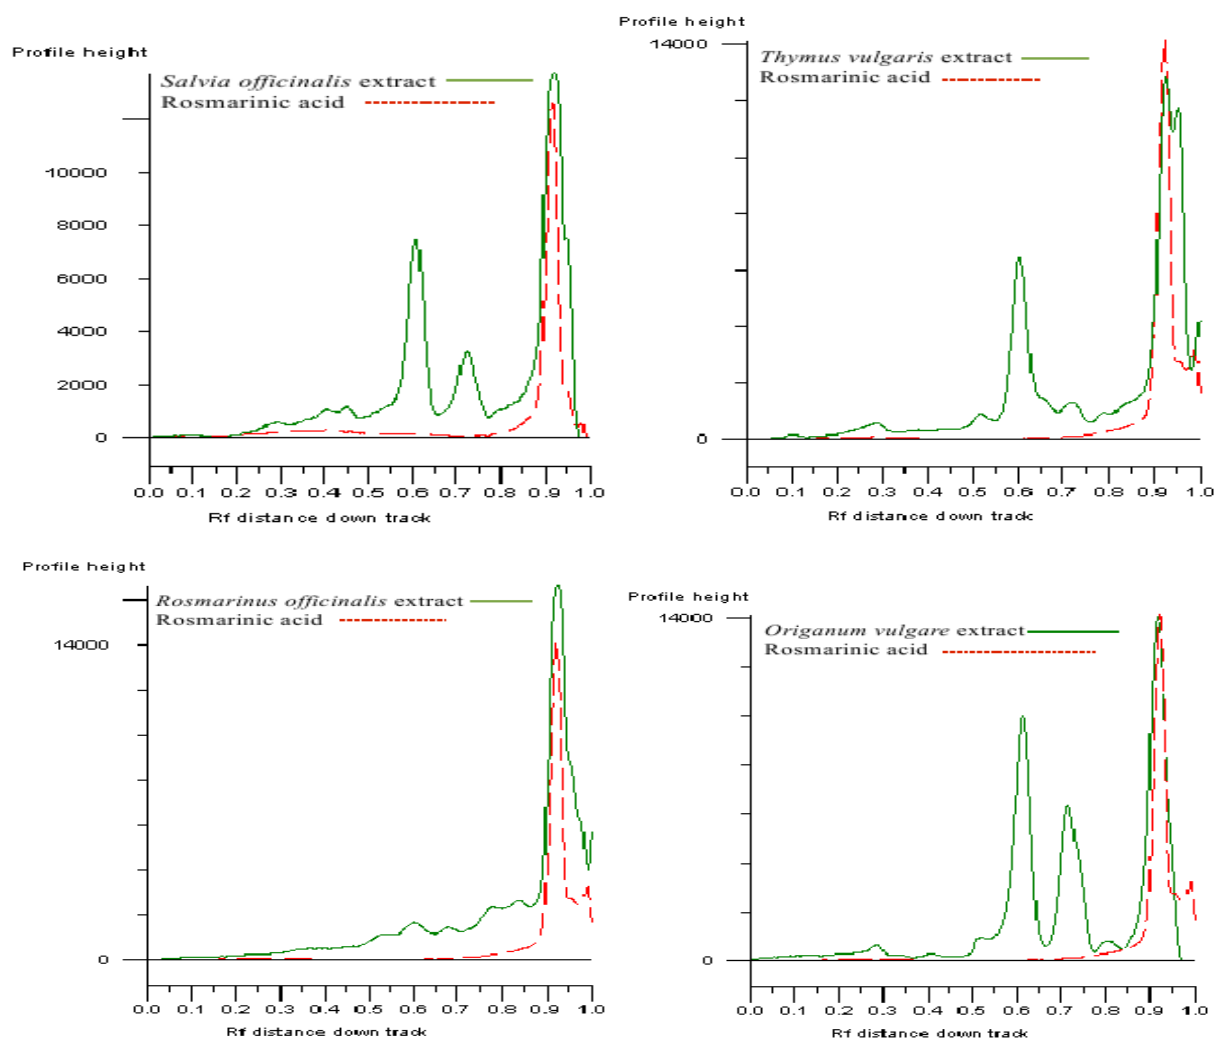 Profile height
Salvia officinalis extract
Rosmarinic acid
10000
8000
6000
4000
2000
0
0.0 0.1 0.2 0.3 0.4 0.5 0.6 0.7 0.8 0.9 1.0
Rf distance down track
Profile height
14000
Thymus vulgaris extract
Rosmarinic acid
0
0.0 0.1 0.2 0.3 0.4 0.5 0.6 0.7 0.8 0.9 1.0
Rf distance down track
Profile height
Rosmarinus officinalis extract
Rosmarinic acid
14000
0
0.0 0.1 0.2 0.3 0.4 0.5 0.6 0.7 0.8 0.9 1.0
Rf distance down track
Profile height
14000
Origanum vulgare extract
Rosmarinic acid
0
0.0 0.1 0.2 0.3 0.4 0.5 0.6 0.7 0.8 0.9 1.0
Rf distance down track